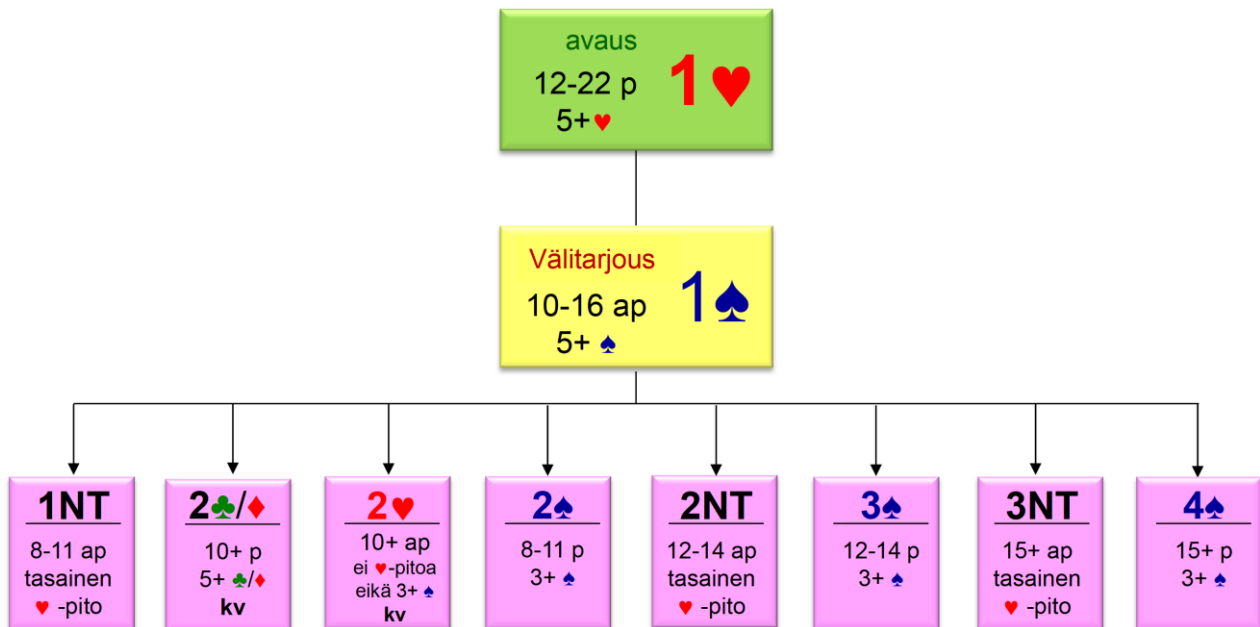 avaus
12-22 p
5+♥
1♥
Välitarjous
10-16 ap
5+ ♠
1♠
1NT
8-11 ap
tasainen
♥ -pito
2♣/♦
10+ p
5+ ♣/♦
kv
2♥
10+ ap
ei ♥-pitoa
eikä 3+ ♠
kv
2♠
8-11 p
3+ ♠
2NT
12-14 ap
tasainen
♥ -pito
3♠
12-14 p
3+ ♠
3NT
15+ ap
tasainen
♥ -pito
4♠
15+ p
3+ ♠